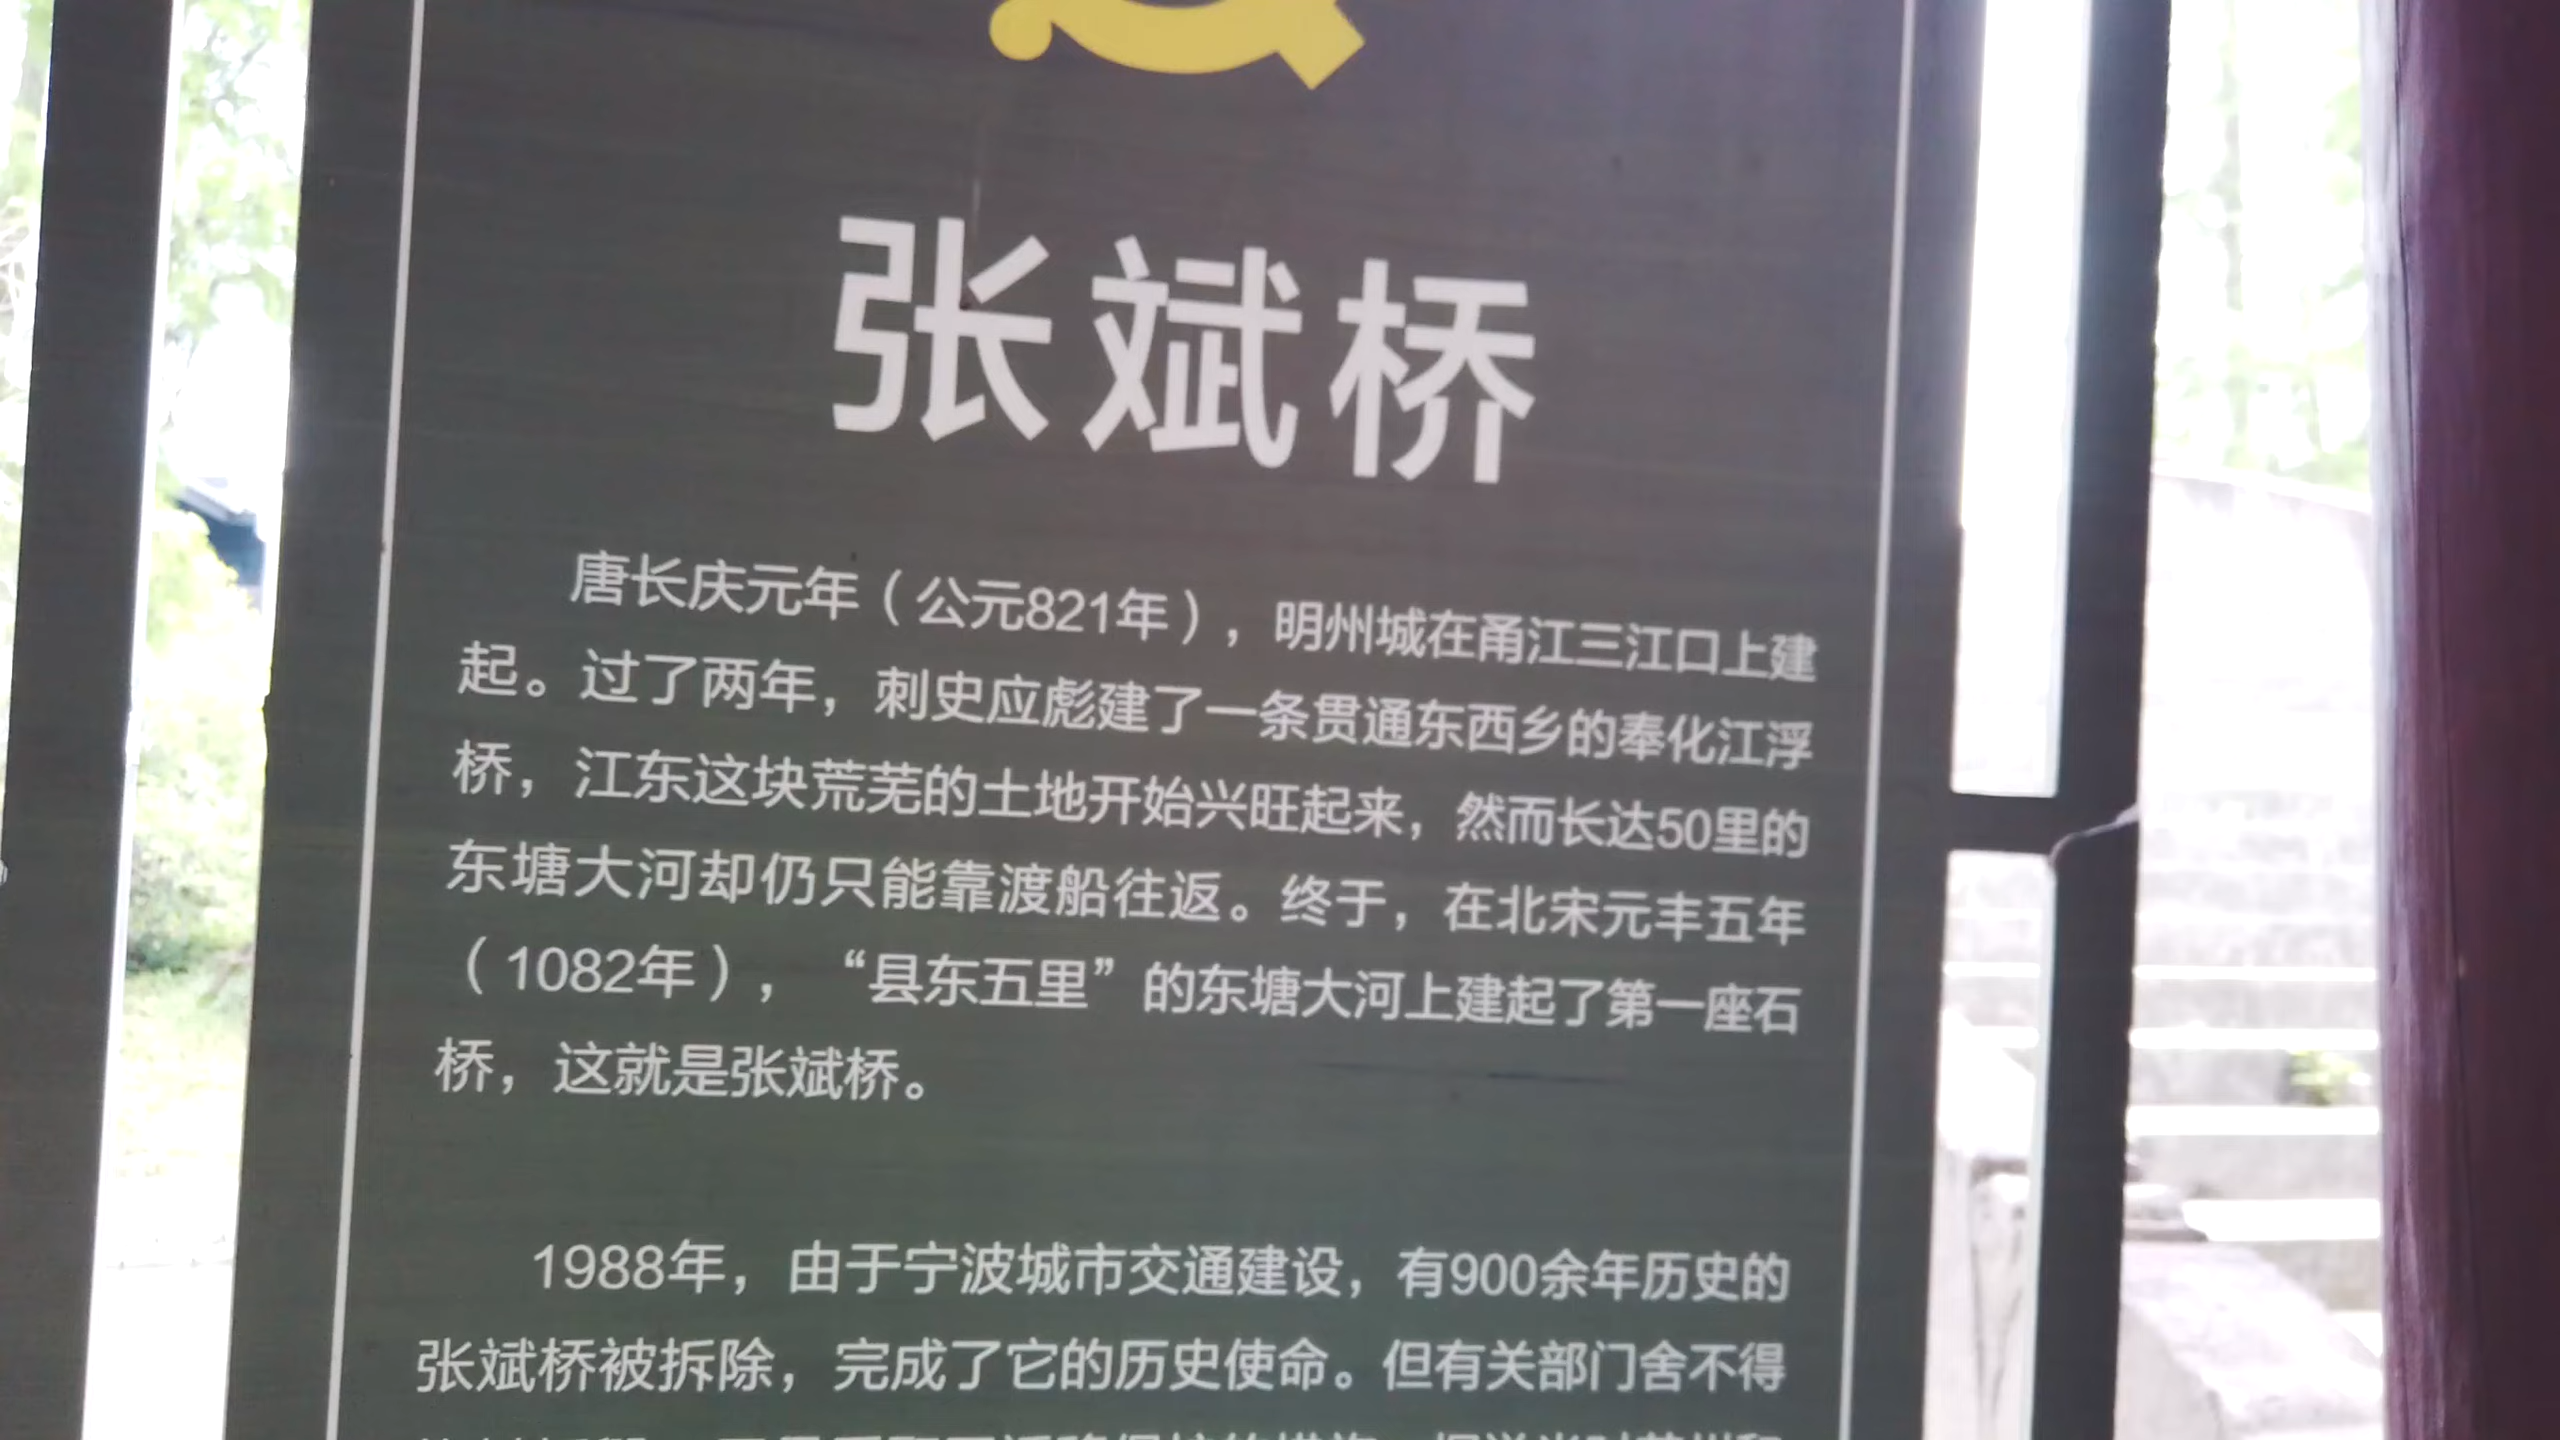 张斌桥
唐长庆元年（公元821年），明州城在甬江三江口上建
起。过了两年，刺史应彪建了一条贯通东西乡的奉化江浮
桥，江东这块荒芜的土地开始兴旺起来，然而长达50里的
东塘大河却仍只能靠渡船往返。终于，在北宋元丰五年
（1082年），“县东五里”的东塘大河上建起了第一座石
桥，这就是张斌桥。
1988年，由于宁波城市交通建设，有900余年历史的
张斌桥被拆除，完成了它的历史使命。但有关部门舍不得